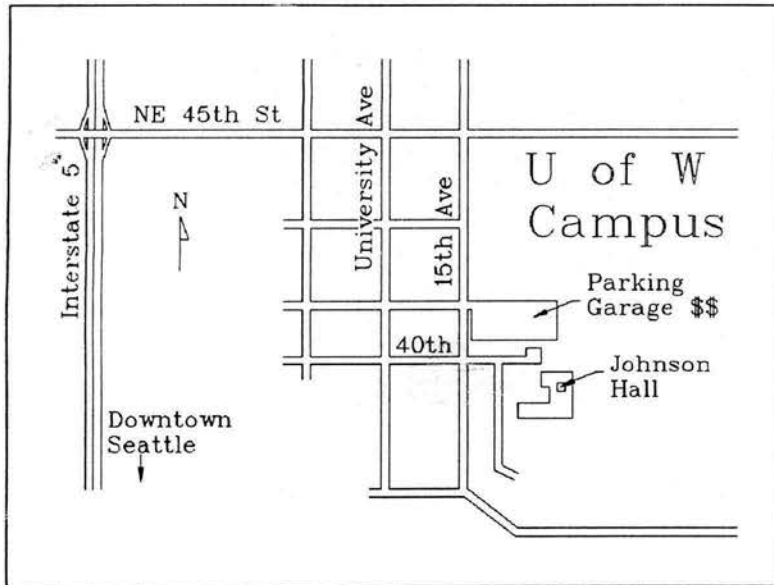 NE 45th St
University Ave
Interstate 5
N
15th Ave
U of W
Campus
Parking
Garage $$
40th
Johnson
Hall
Downtown
Seattle